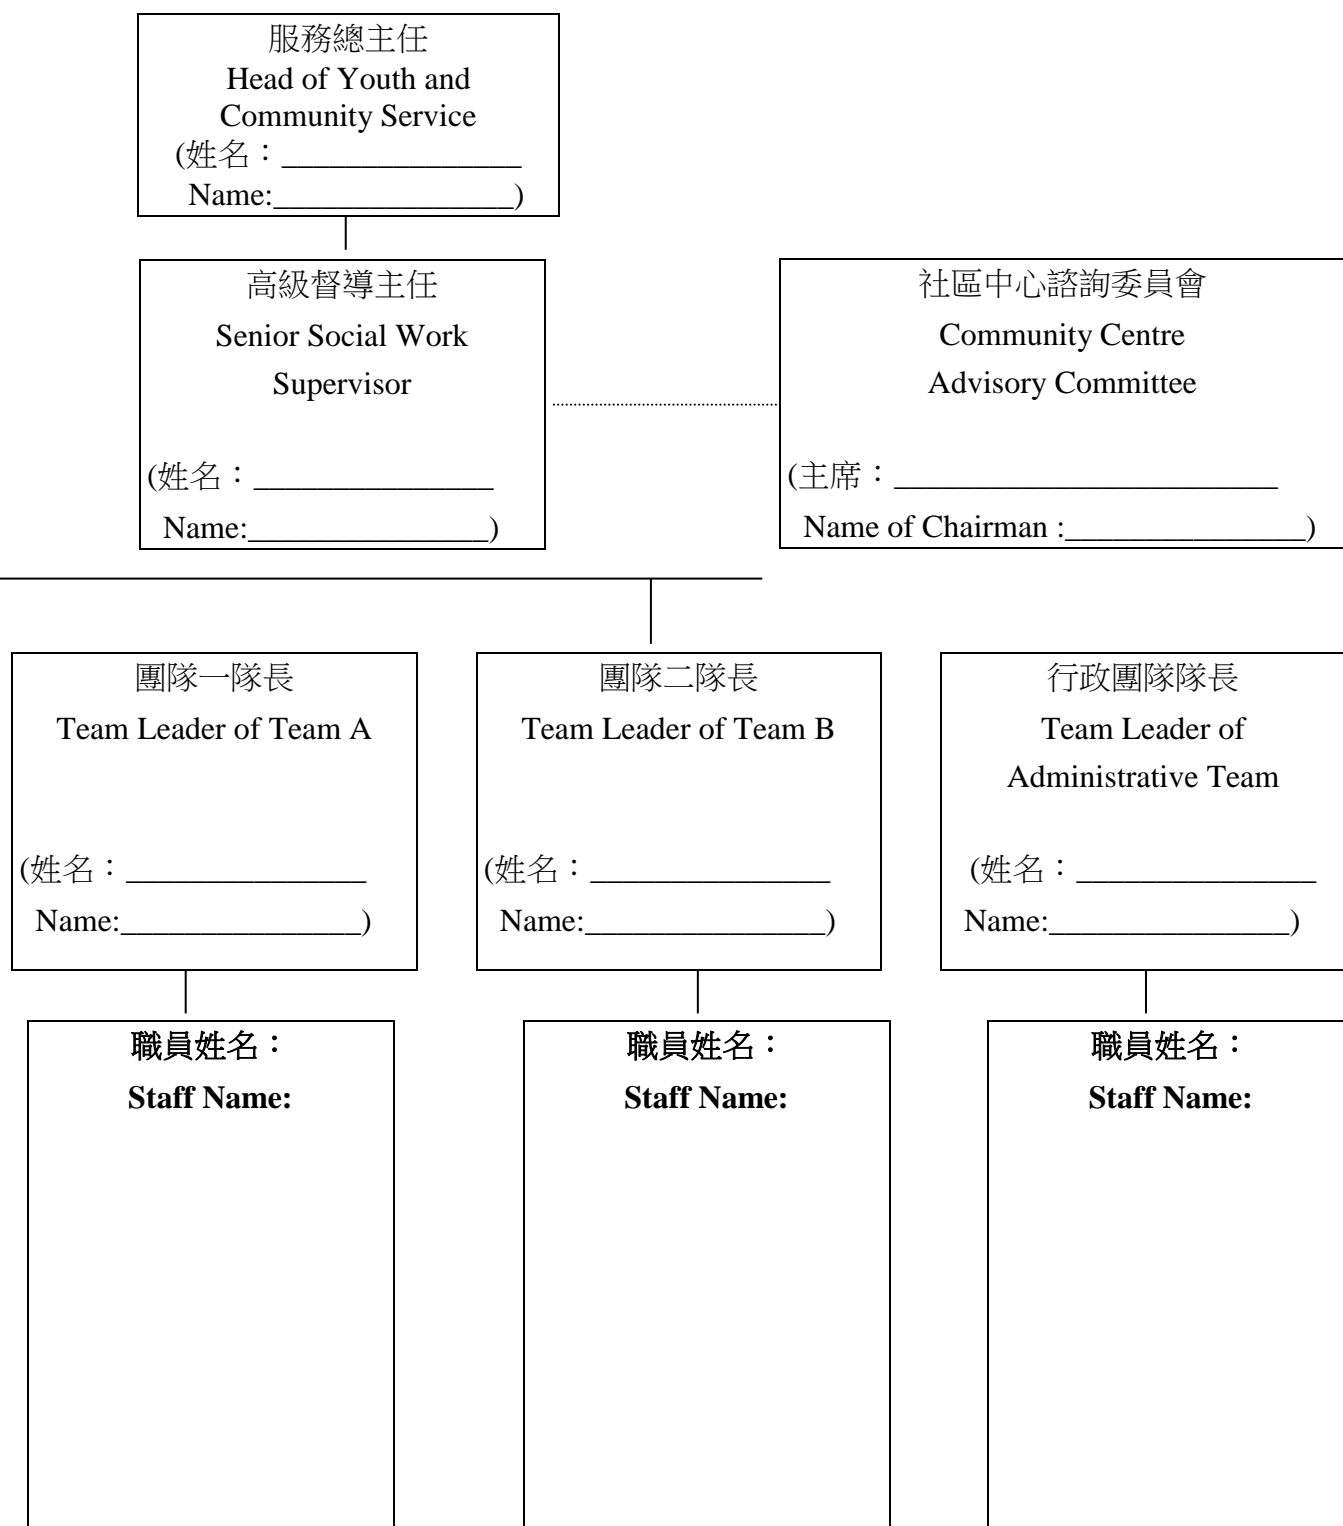 服務總主任
Head of Youth and
Community Service
(姓名：_______________
Name:_______________)
高級督導主任
Senior Social Work
Supervisor
(姓名：_______________
Name:_______________)
社區中心諮詢委員會
Community Centre
Advisory Committee
(主席：________________________
Name of Chairman :_______________)
團隊一隊長
Team Leader of Team A
(姓名：_______________
Name:_______________)
團隊二隊長
Team Leader of Team B
(姓名：_______________
Name:_______________)
行政團隊隊長
Team Leader of
Administrative Team
(姓名：_______________
Name:_______________)
職員姓名：
Staff Name:
職員姓名：
Staff Name:
職員姓名：
Staff Name: